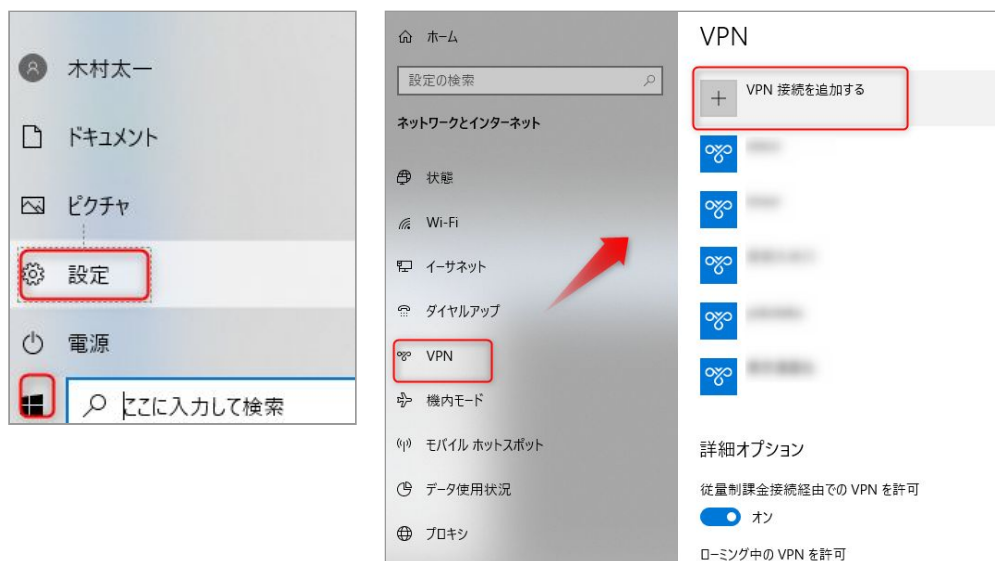 木村太一
ドキュメント
ピクチャ
設定
電源
ここに入力して検索
ホーム
設定の検索
ネットワークとインターネット
状態
Wi-Fi
イーサネット
ダイヤルアップ
VPN
機内モード
モバイル ホットスポット
データ使用状況
プロキシ
VPN
VPN 接続を追加する
詳細オプション
従量制課金接続経由での VPN を許可
オン
ローミング中の VPN を許可